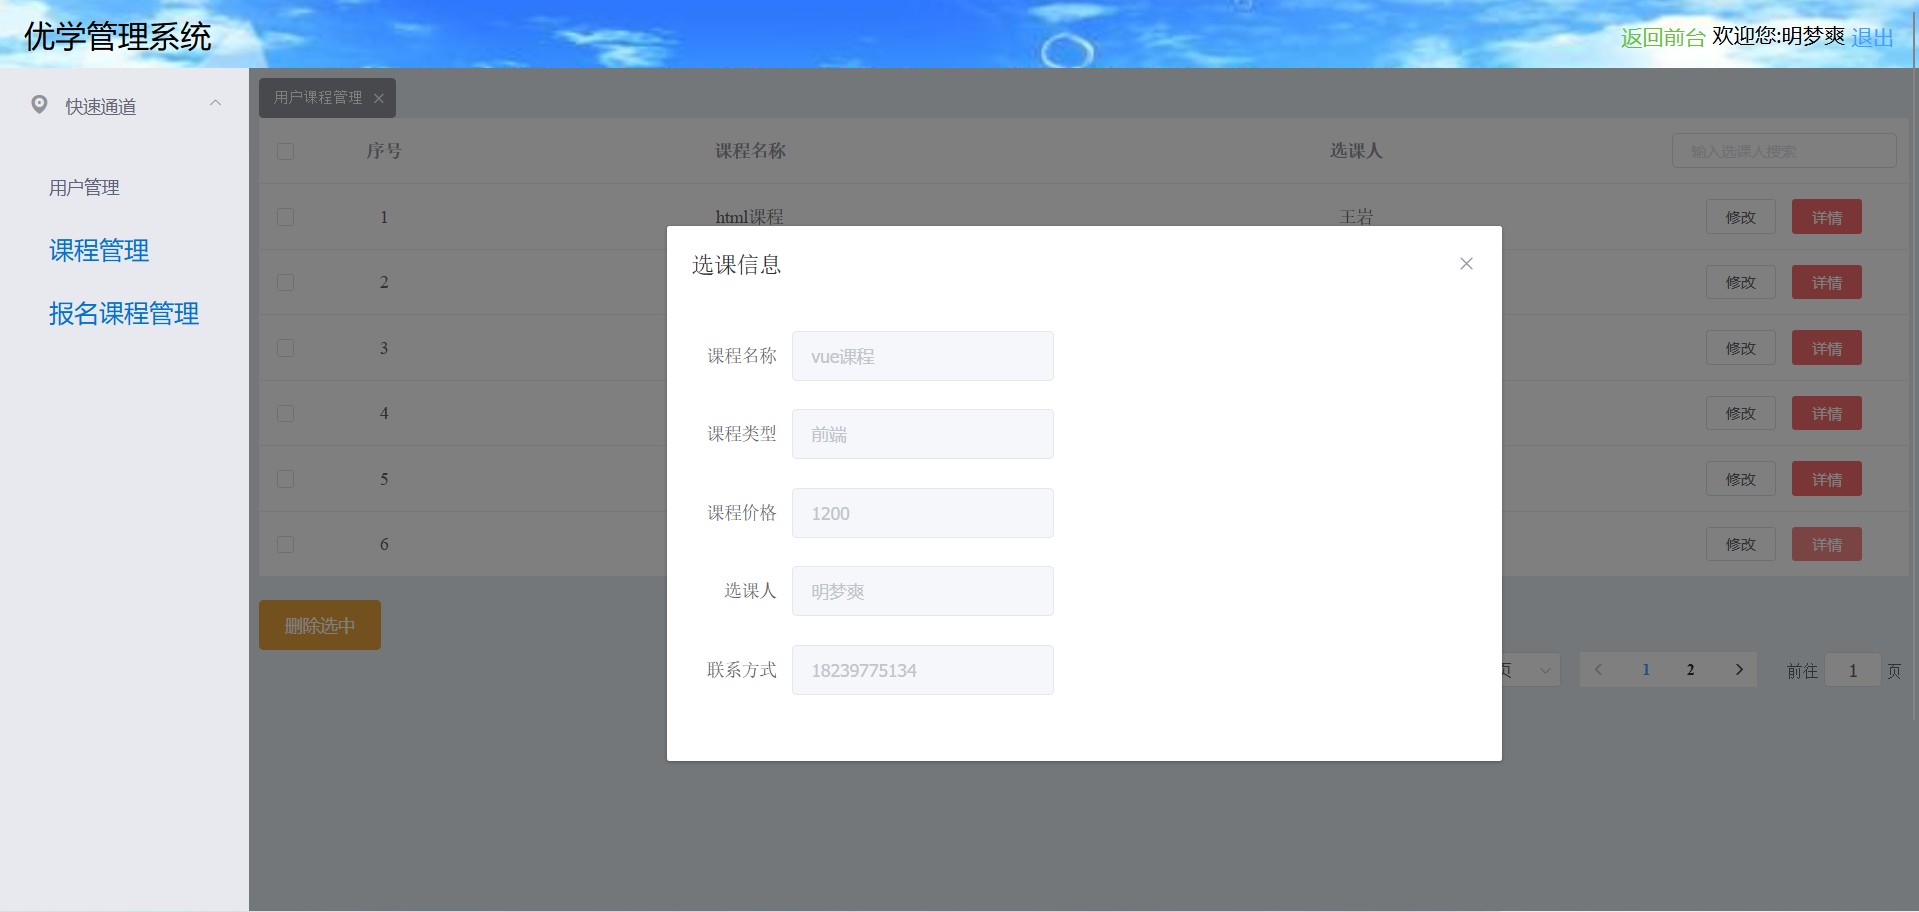 优学管理系统
返回前台 欢迎您:明梦爽 退出
快速通道
用户管理
课程管理
报名课程管理
用户课程管理
序号 课程名称 选课人 输入选课人搜索
1 html课程 王岩 修改 详情
2 修改 详情
3 修改 详情
4 修改 详情
5 修改 详情
6 修改 详情
选课信息
课程名称 vue课程
课程类型 前端
课程价格 1200
选课人 明梦爽
联系方式 18239775134
删除选中
页 1 2 前往 1 页